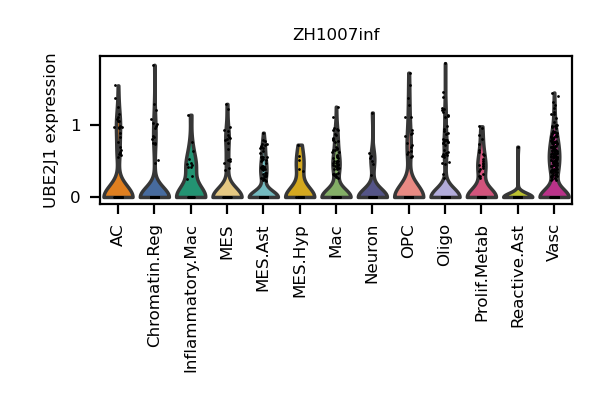 ZH1007inf
UBE2J1 expression
1
0
AC
Chromatin.Reg
Inflammatory.Mac
MES
MES.Ast
MES.Hyp
Mac
Neuron
OPC
Oligo
Prolif.Metab
Reactive.Ast
Vasc